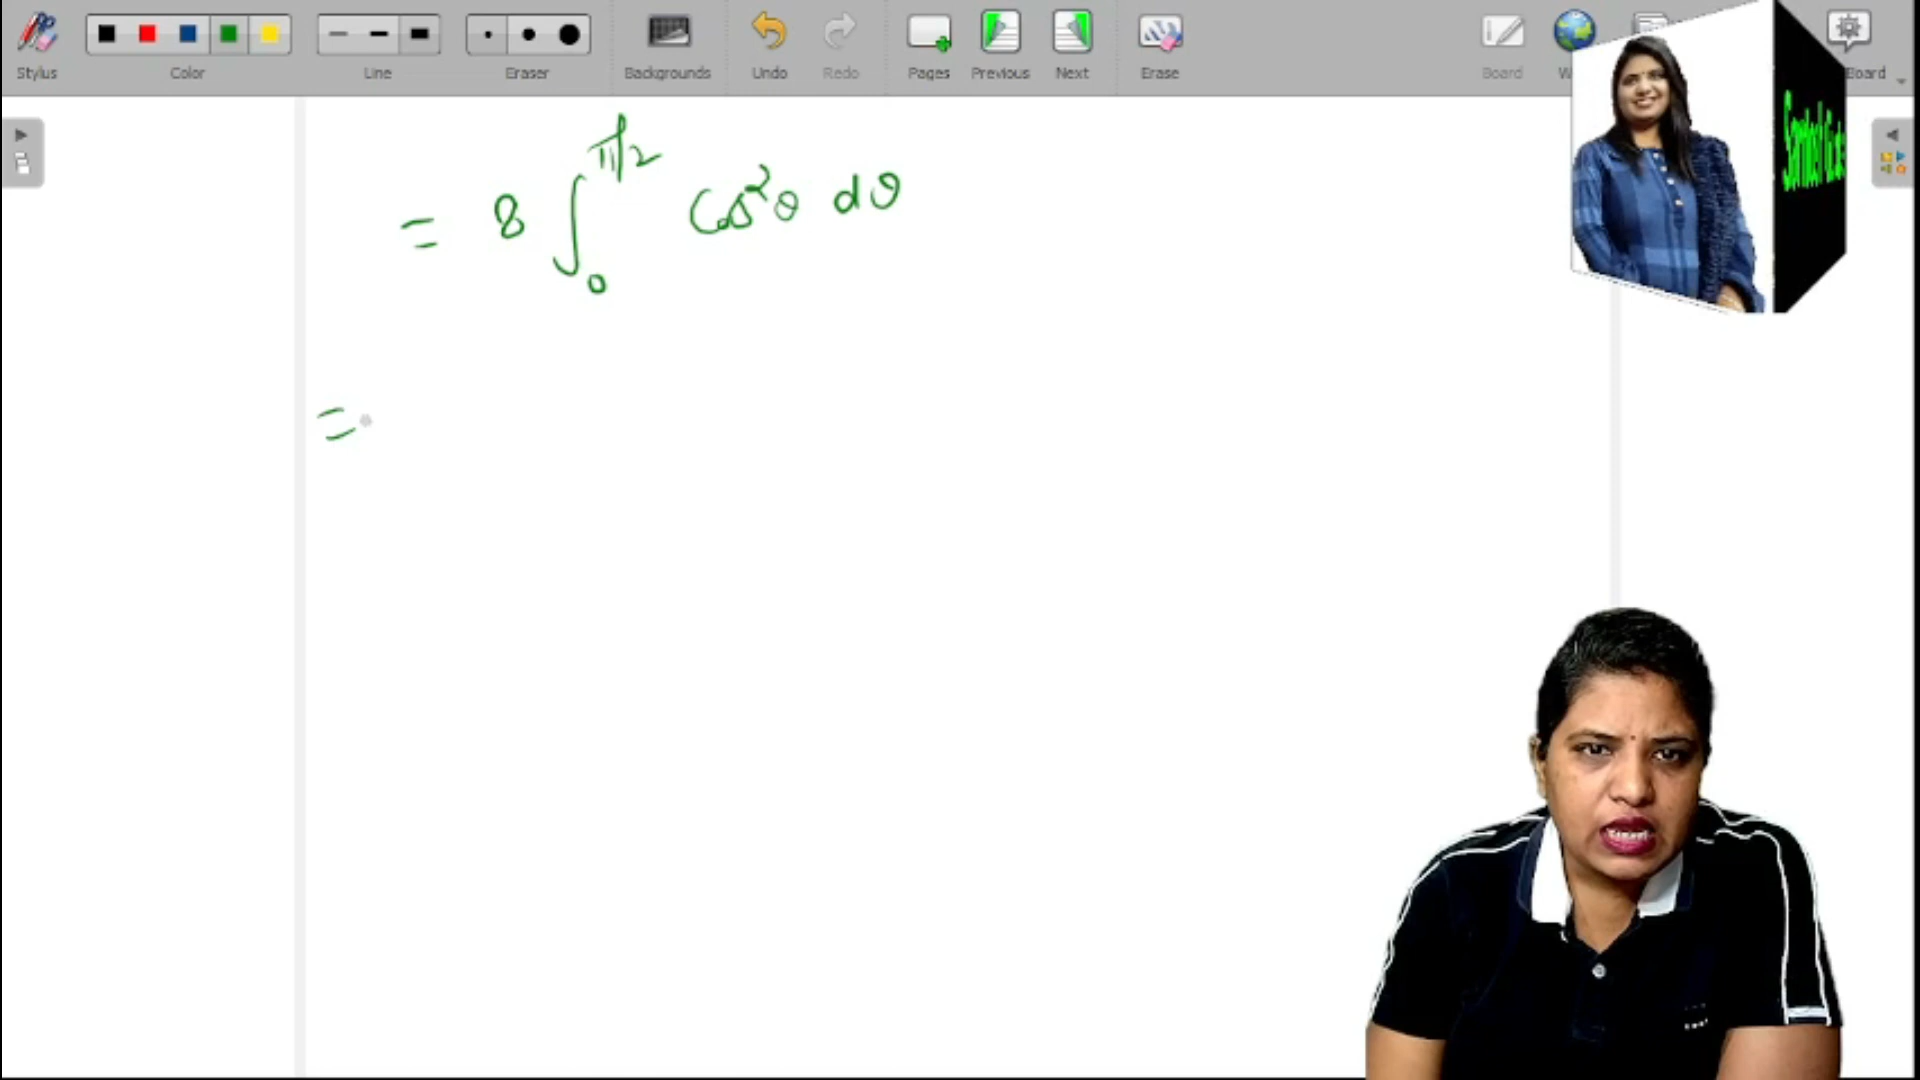 Stylus Color Line Eraser Backgrounds Undo Redo Pages Previous Next Erase Board Board
= 8 ∫₀^π/2 Cos²θ dθ
=